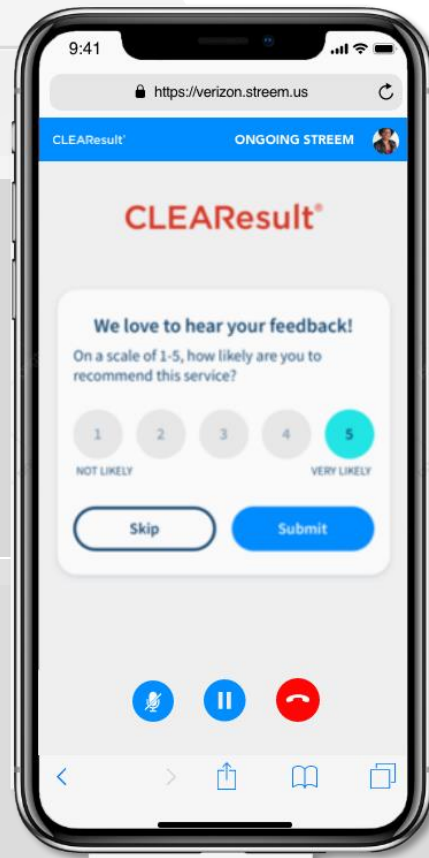 9:41
https://verizon.streem.us
CLEAResult®
ONGOING STREEM
CLEAResult®
We love to hear your feedback!
On a scale of 1-5, how likely are you to
recommend this service?
1 2 3 4 5
NOT LIKELY VERY LIKELY
Skip Submit